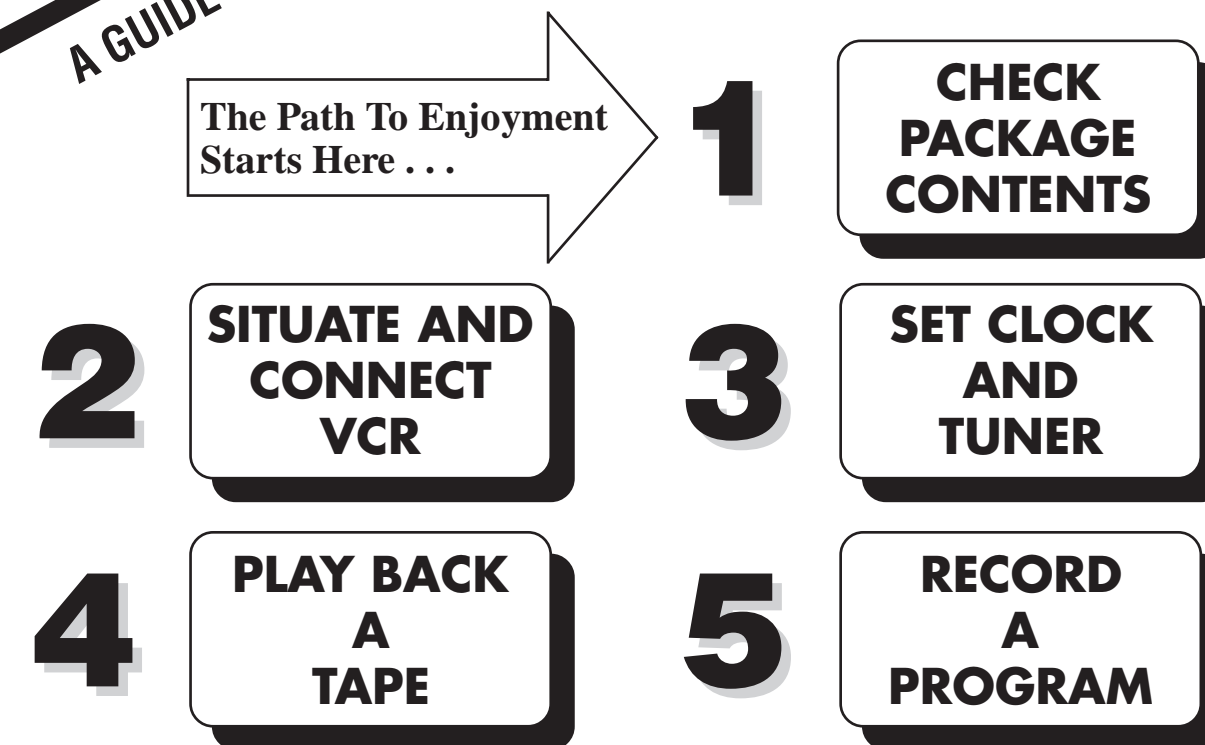 A GUIDE
The Path To Enjoyment
Starts Here . . .
1
CHECK
PACKAGE
CONTENTS
2
SITUATE AND
CONNECT
VCR
3
SET CLOCK
AND
TUNER
4
PLAY BACK
A
TAPE
5
RECORD
A
PROGRAM